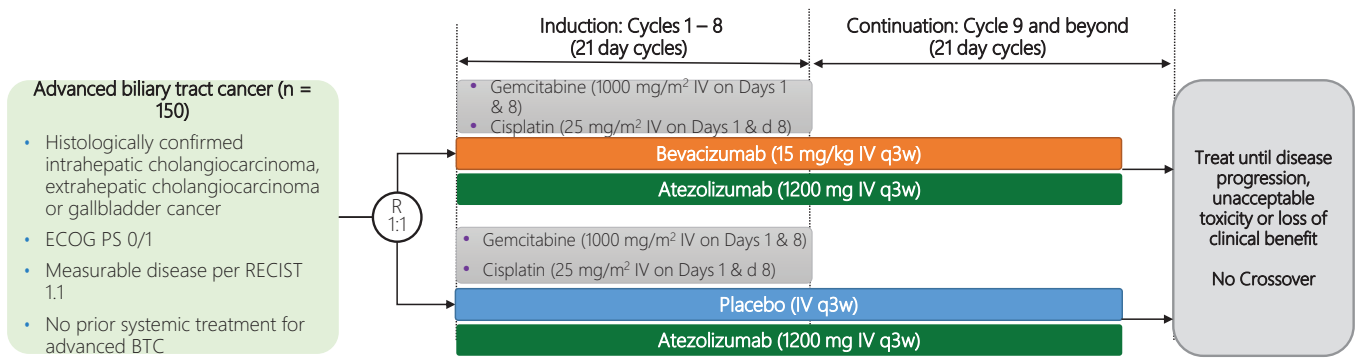 Induction: Cycles 1 – 8
(21 day cycles)
Continuation: Cycle 9 and beyond
(21 day cycles)
Advanced biliary tract cancer (n =
150)
• Histologically confirmed
intrahepatic cholangiocarcinoma,
extrahepatic cholangiocarcinoma
or gallbladder cancer
• ECOG PS 0/1
• Measurable disease per RECIST
1.1
• No prior systemic treatment for
advanced BTC
R
1:1
• Gemcitabine (1000 mg/m² IV on Days 1
& 8)
• Cisplatin (25 mg/m² IV on Days 1 & d 8)
Bevacizumab (15 mg/kg IV q3w)
Atezolizumab (1200 mg IV q3w)
• Gemcitabine (1000 mg/m² IV on Days 1 & 8)
• Cisplatin (25 mg/m² IV on Days 1 & d 8)
Placebo (IV q3w)
Atezolizumab (1200 mg IV q3w)
Treat until disease
progression,
unacceptable
toxicity or loss of
clinical benefit
No Crossover